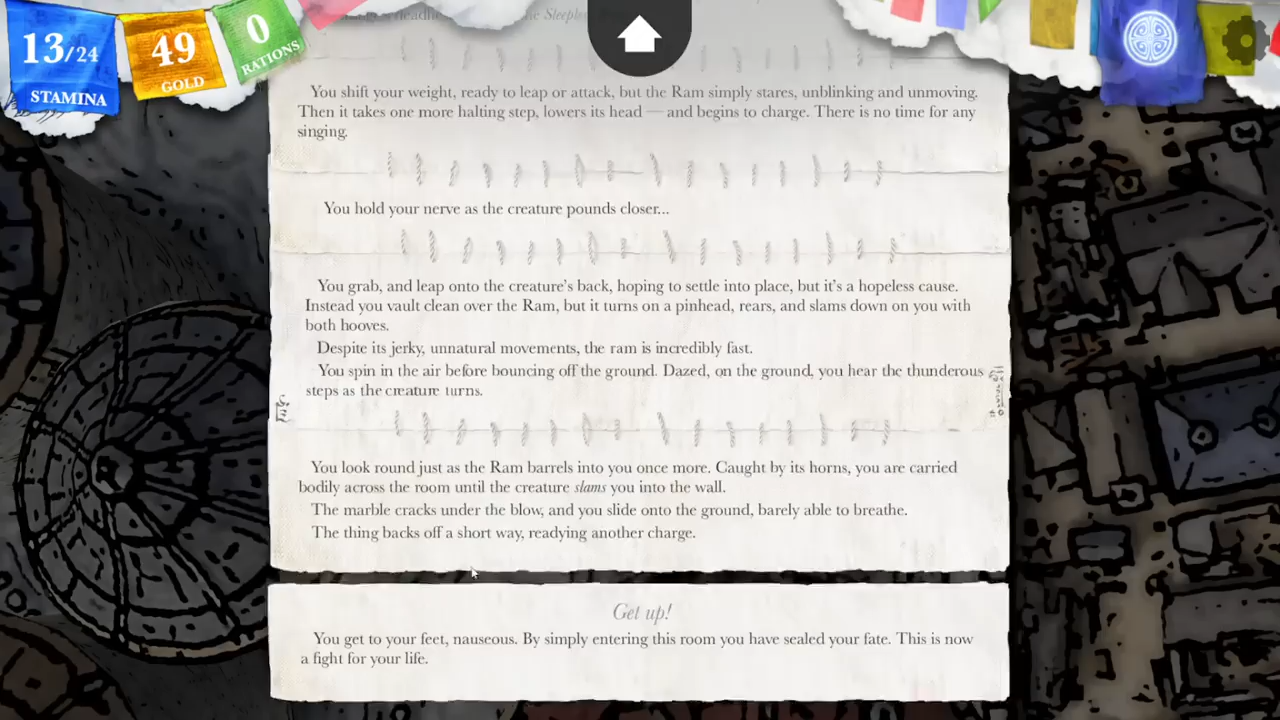 13/24
STAMINA
49
GOLD
0
RATIONS
You shift your weight, ready to leap or attack, but the Ram simply stares, unblinking and unmoving.
Then it takes one more halting step, lowers its head — and begins to charge. There is no time for any
singing.
You hold your nerve as the creature pounds closer...
You grab, and leap onto the creature's back, hoping to settle into place, but it's a hopeless cause.
Instead you vault clean over the Ram, but it turns on a pinhead, rears, and slams down on you with
both hooves.
Despite its jerky, unnatural movements, the ram is incredibly fast.
You spin in the air before bouncing off the ground. Dazed, on the ground, you hear the thunderous
steps as the creature turns.
You look round just as the Ram barrels into you once more. Caught by its horns, you are carried
bodily across the room until the creature slams you into the wall.
The marble cracks under the blow, and you slide onto the ground, barely able to breathe.
The thing backs off a short way, readying another charge.
Get up!
You get to your feet, nauseous. By simply entering this room you have sealed your fate. This is now
a fight for your life.